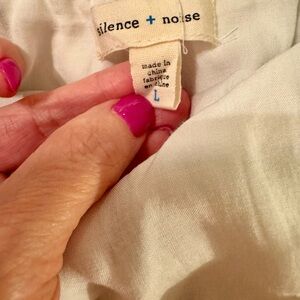 silence + noise
made in
china
fabriqué
en chine
L